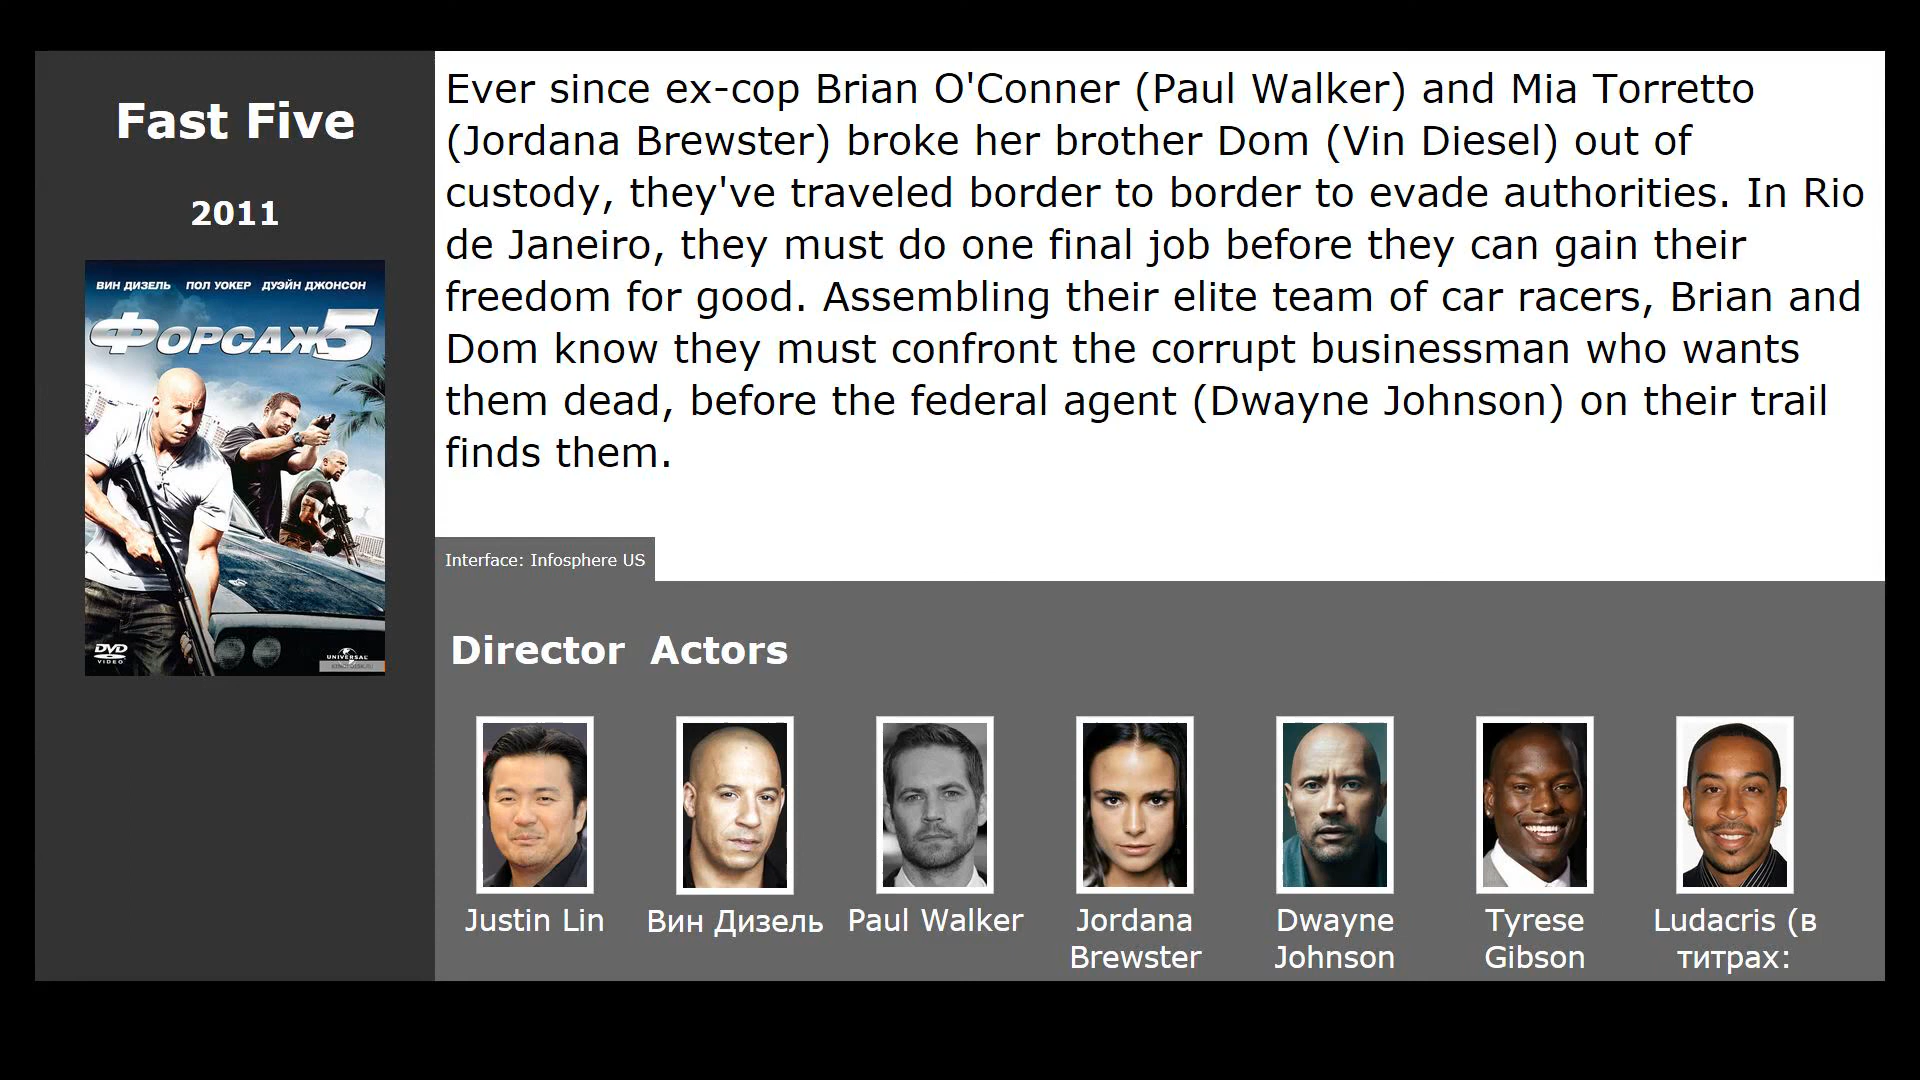 Fast Five
2011
ВИН ДИЗЕЛЬ ПОЛ УОКЕР ДУЭЙН ДЖОНСОН
ФОРСАЖ5
DVD
VIDEO
UNIVERSAL
Ever since ex-cop Brian O'Conner (Paul Walker) and Mia Torretto
(Jordana Brewster) broke her brother Dom (Vin Diesel) out of
custody, they've traveled border to border to evade authorities. In Rio
de Janeiro, they must do one final job before they can gain their
freedom for good. Assembling their elite team of car racers, Brian and
Dom know they must confront the corrupt businessman who wants
them dead, before the federal agent (Dwayne Johnson) on their trail
finds them.
Interface: Infosphere US
Director Actors
Justin Lin
Вин Дизель
Paul Walker
Jordana
Brewster
Dwayne
Johnson
Tyrese
Gibson
Ludacris (в
титрах: